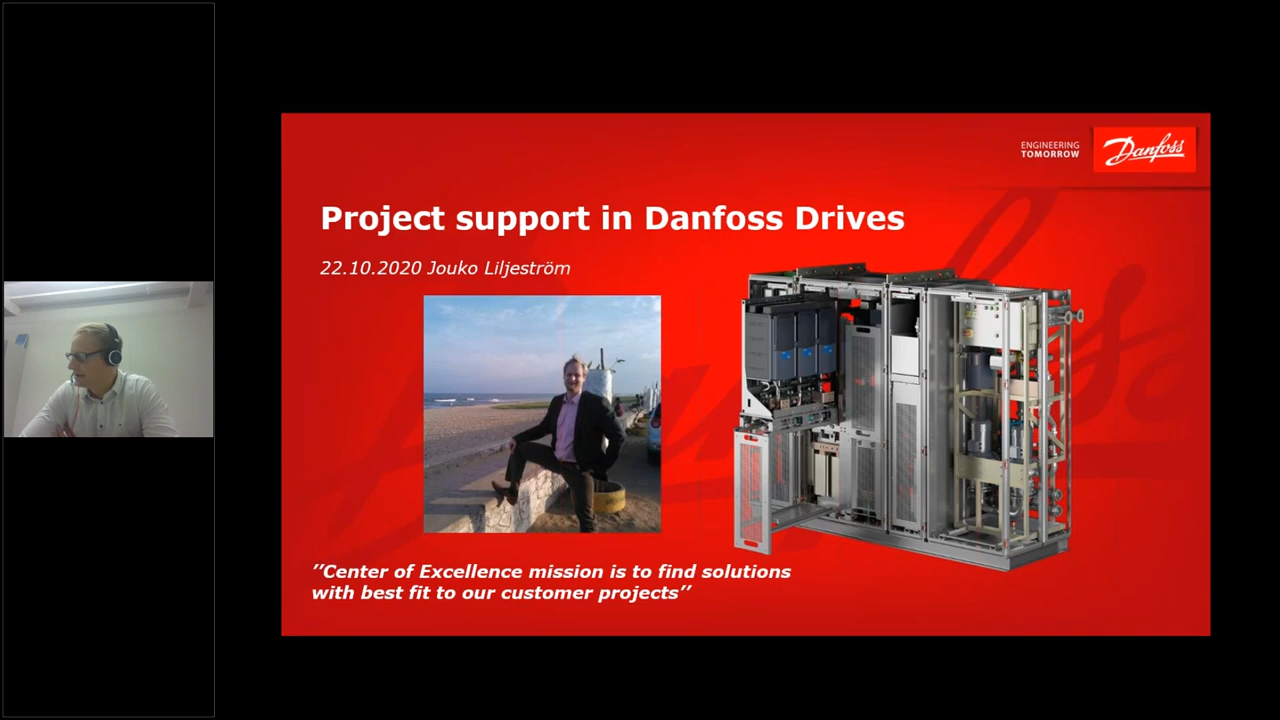 ENGINEERING
TOMORROW
Danfoss
Project support in Danfoss Drives
22.10.2020 Jouko Liljeström
”Center of Excellence mission is to find solutions
with best fit to our customer projects”